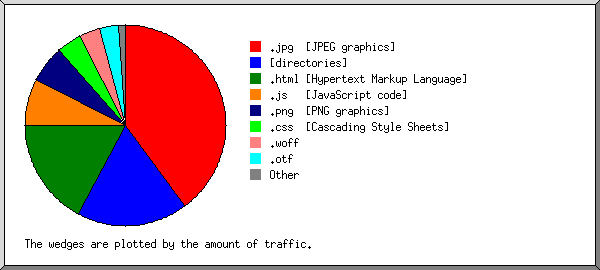 .jpg [JPEG graphics]
[directories]
.html [Hypertext Markup Language]
.js [JavaScript code]
.png [PNG graphics]
.css [Cascading Style Sheets]
.woff
.otf
Other
The wedges are plotted by the amount of traffic.